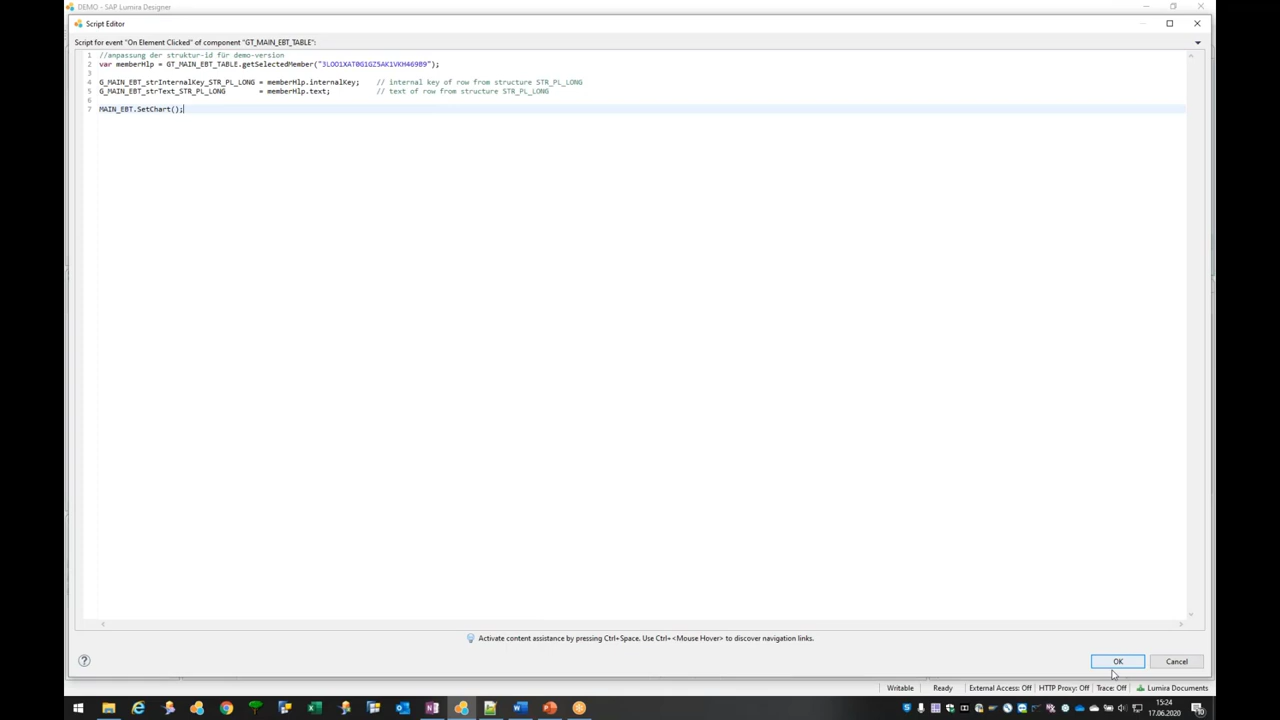 DEMO - SAP Lumira Designer
Script Editor
Script for event "On Element Clicked" of component "GT_MAIN_EBT_TABLE":
1 //anpassung der struktur-id für demo-version
2 var memberHlp = GT_MAIN_EBT_TABLE.getSelectedMember("3LOO1XAT0G1GZ5AK1VKH469B9");
3
4 G_MAIN_EBT_strInternalKey_STR_PL_LONG = memberHlp.internalKey; // internal key of row from structure STR_PL_LONG
5 G_MAIN_EBT_strText_STR_PL_LONG = memberHlp.text; // text of row from structure STR_PL_LONG
6
7 MAIN_EBT.SetChart();
Activate content assistance by pressing Ctrl+Space. Use Ctrl+<Mouse Hover> to discover navigation links.
OK Cancel
Writable Ready External Access: Off HTTP Proxy: Off Trace: Off Lumira Documents
15:24
17.06.2020